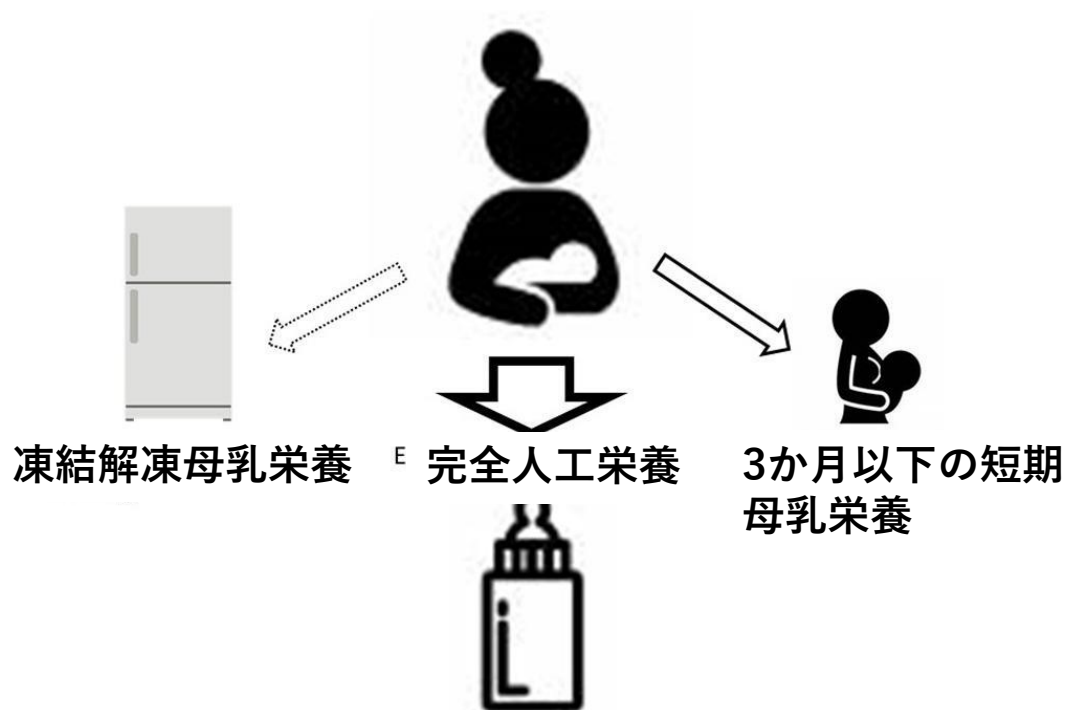 凍結解凍母乳栄養
E
完全人工栄養
3か月以下の短期
母乳栄養